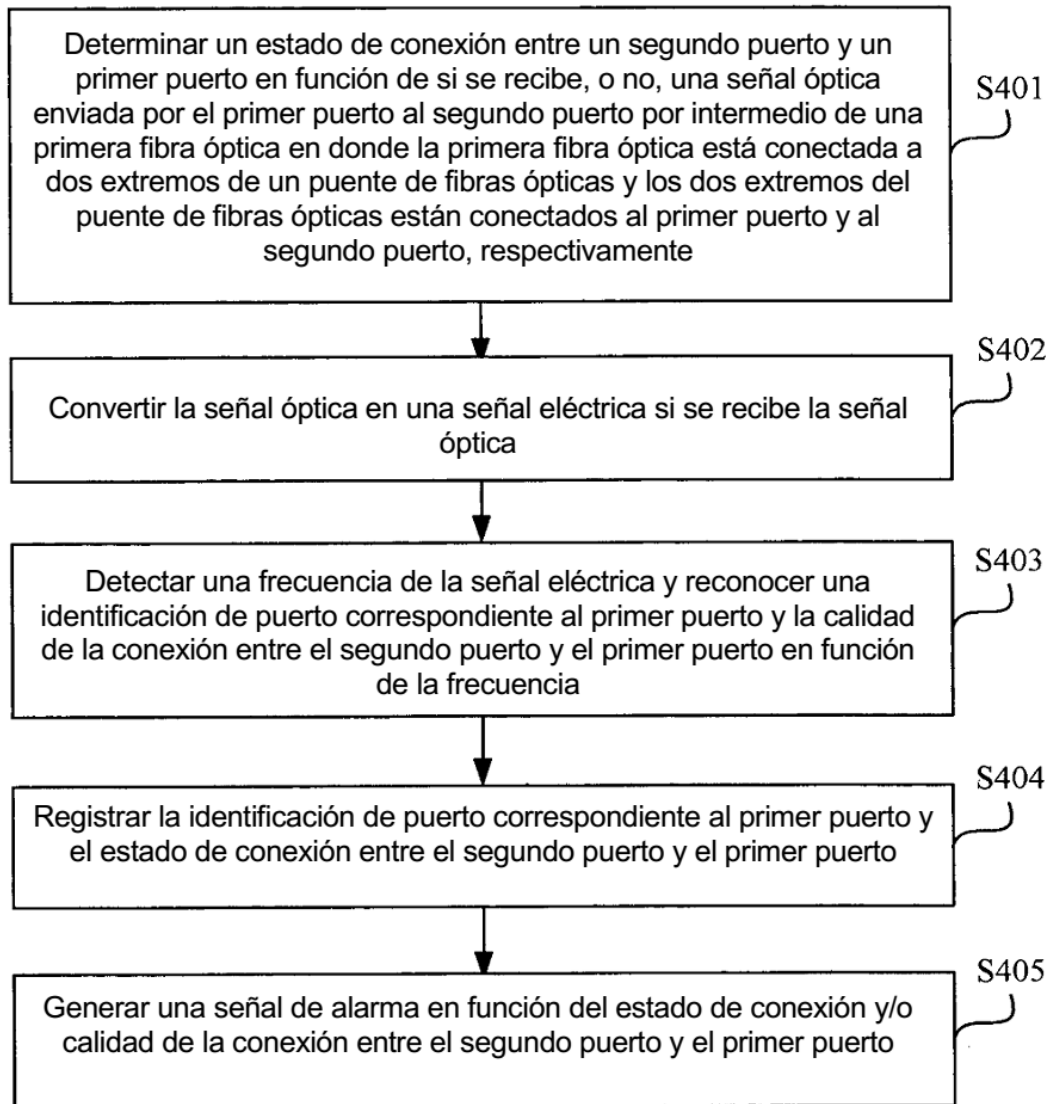 Determinar un estado de conexión entre un segundo puerto y un
primer puerto en función de si se recibe, o no, una señal óptica
enviada por el primer puerto al segundo puerto por intermedio de una
primera fibra óptica en donde la primera fibra óptica está conectada a
dos extremos de un puente de fibras ópticas y los dos extremos del
puente de fibras ópticas están conectados al primer puerto y al
segundo puerto, respectivamente
S401
Convertir la señal óptica en una señal eléctrica si se recibe la señal
óptica
S402
Detectar una frecuencia de la señal eléctrica y reconocer una
identificación de puerto correspondiente al primer puerto y la calidad
de la conexión entre el segundo puerto y el primer puerto en función
de la frecuencia
S403
Registrar la identificación de puerto correspondiente al primer puerto y
el estado de conexión entre el segundo puerto y el primer puerto
S404
Generar una señal de alarma en función del estado de conexión y/o
calidad de la conexión entre el segundo puerto y el primer puerto
S405